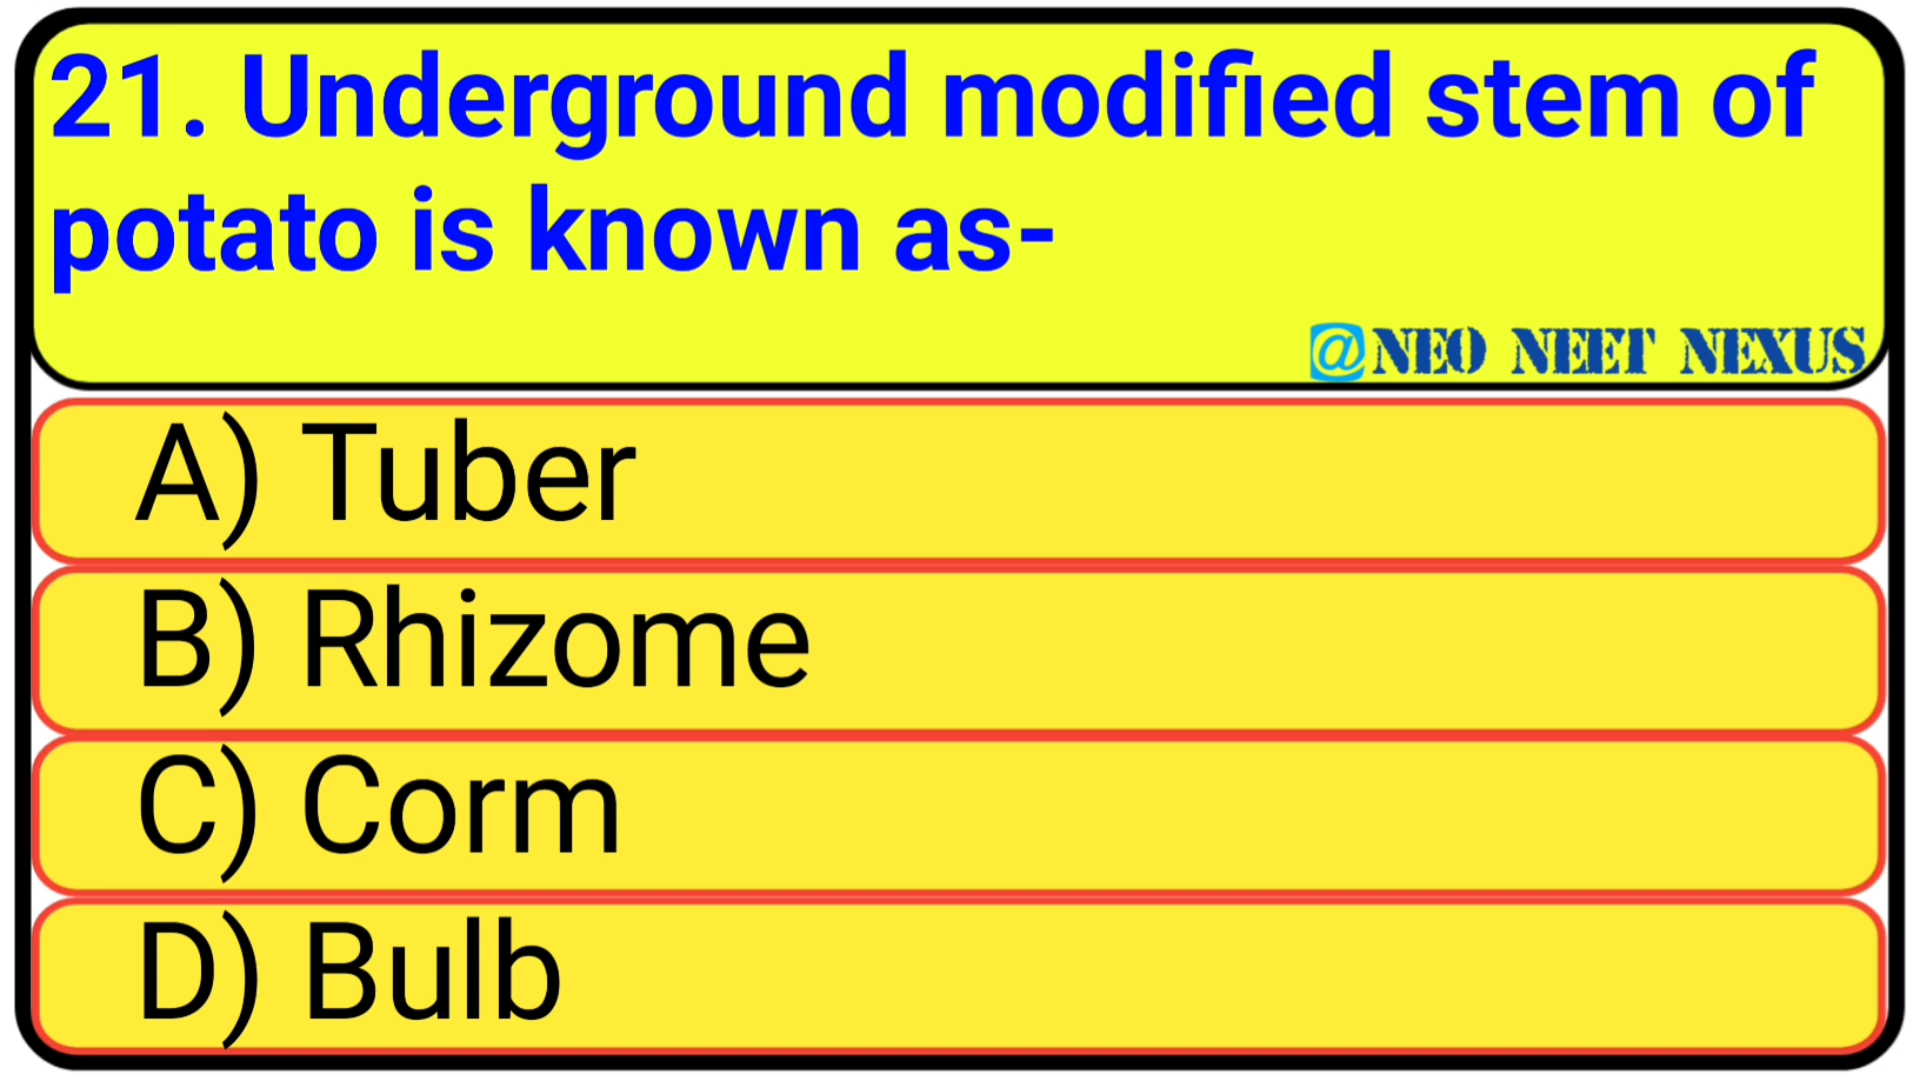 21. Underground modified stem of
potato is known as-
@NEO NEET NEXUS
A) Tuber
B) Rhizome
C) Corm
D) Bulb